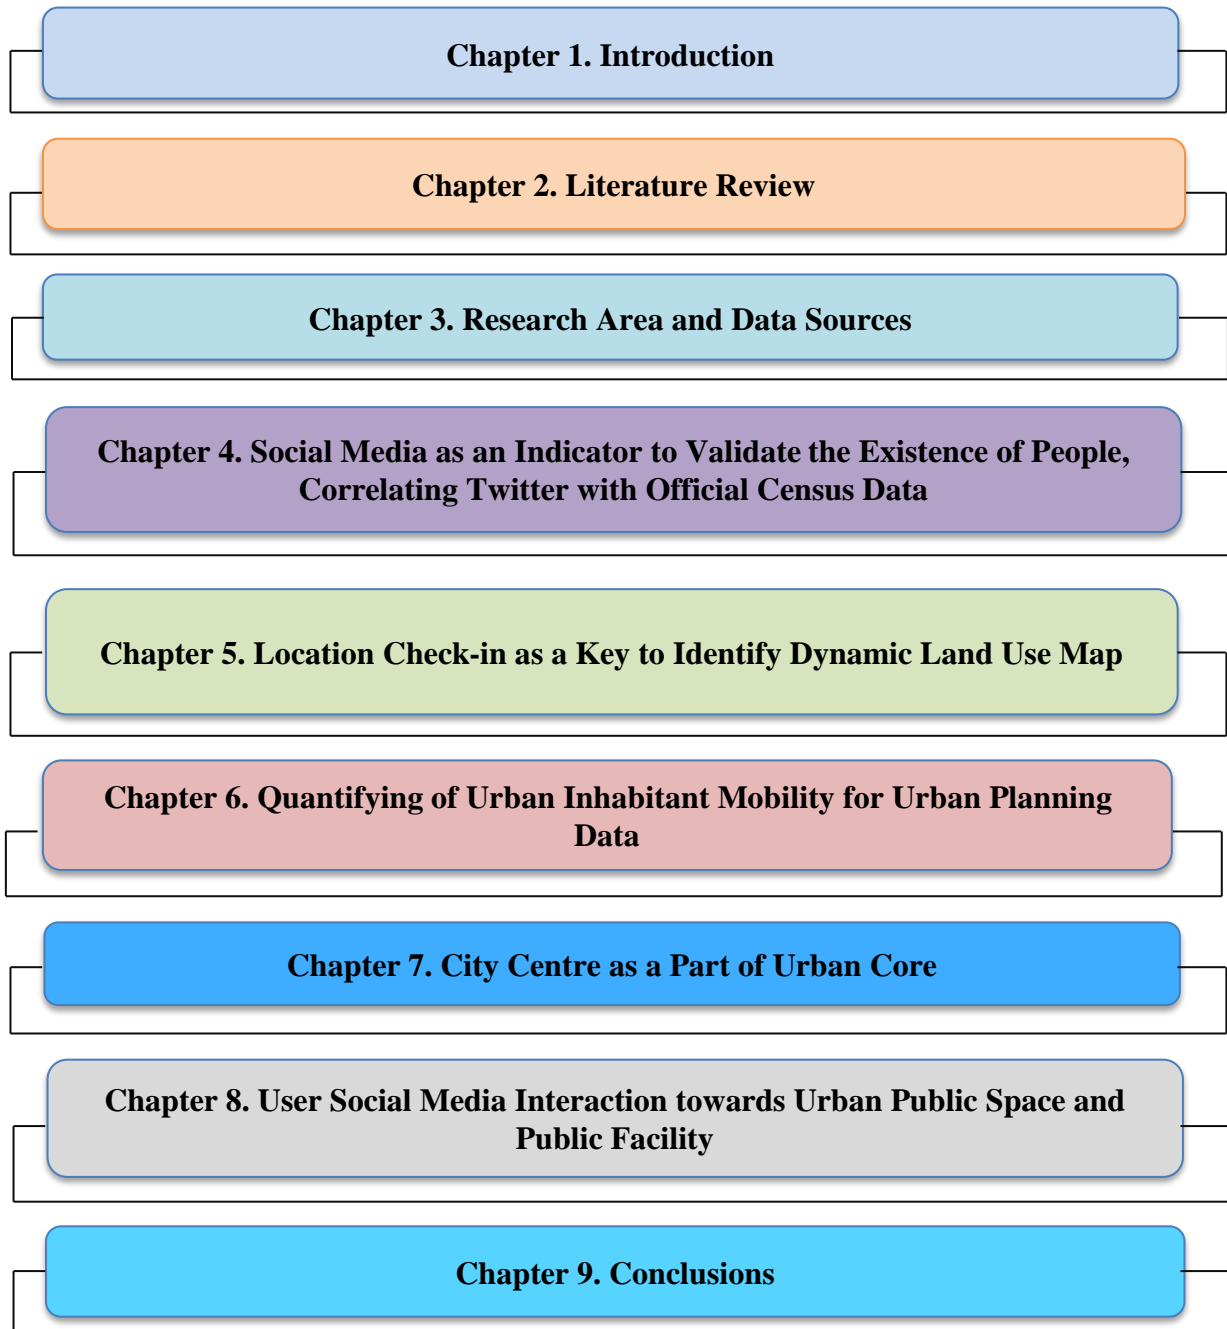 Chapter 1. Introduction
Chapter 2. Literature Review
Chapter 3. Research Area and Data Sources
Chapter 4. Social Media as an Indicator to Validate the Existence of People,
Correlating Twitter with Official Census Data
Chapter 5. Location Check-in as a Key to Identify Dynamic Land Use Map
Chapter 6. Quantifying of Urban Inhabitant Mobility for Urban Planning
Data
Chapter 7. City Centre as a Part of Urban Core
Chapter 8. User Social Media Interaction towards Urban Public Space and
Public Facility
Chapter 9. Conclusions